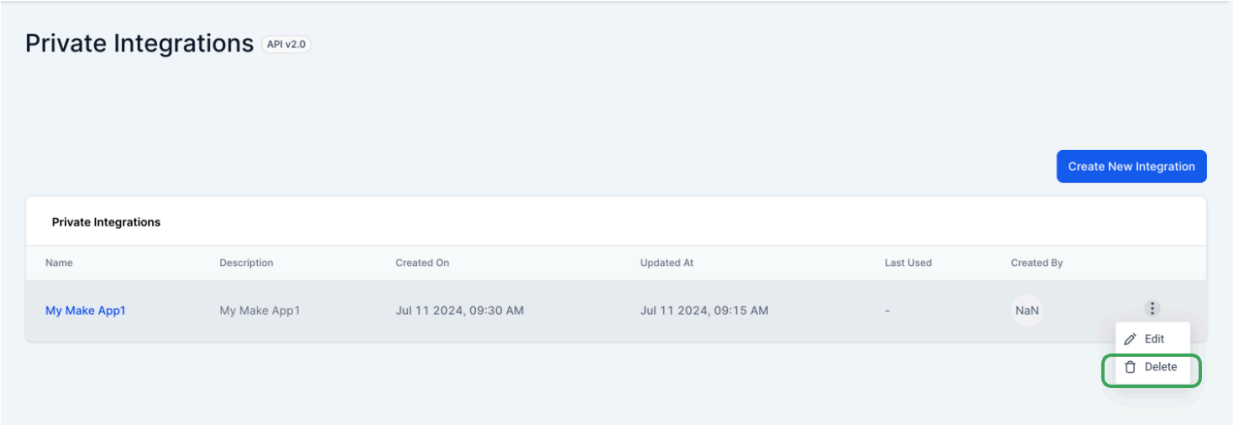 Private Integrations API v2.0
Create New Integration
Private Integrations
Name Description Created On Updated At Last Used Created By
My Make App1 My Make App1 Jul 11 2024, 09:30 AM Jul 11 2024, 09:15 AM - NaN
Edit
Delete